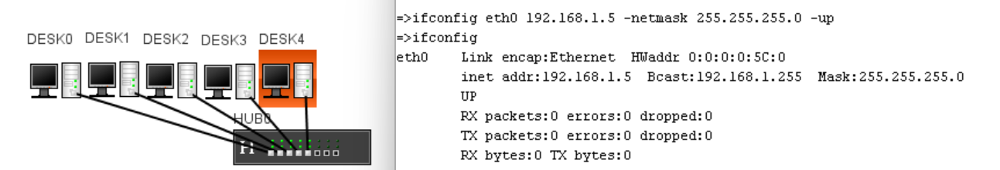 DESK0 DESK1 DESK2 DESK3 DESK4
HUB0
H
=>ifconfig eth0 192.168.1.5 -netmask 255.255.255.0 -up
=>ifconfig
eth0 Link encap:Ethernet HWaddr 0:0:0:0:5C:0
inet addr:192.168.1.5 Bcast:192.168.1.255 Mask:255.255.255.0
UP
RX packets:0 errors:0 dropped:0
TX packets:0 errors:0 dropped:0
RX bytes:0 TX bytes:0